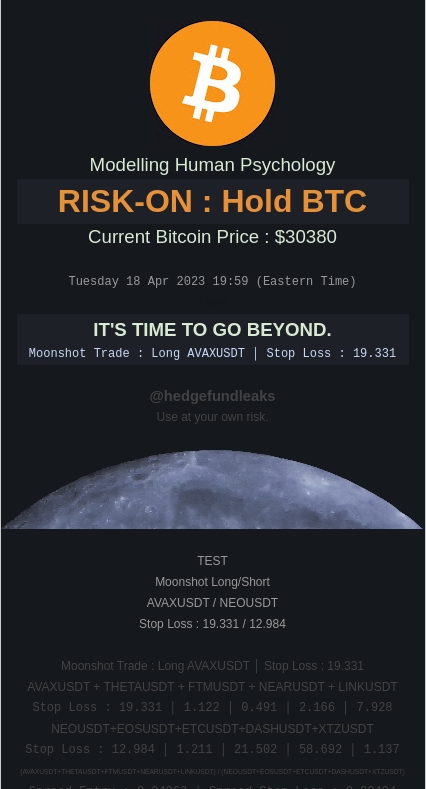 Modelling Human Psychology
RISK-ON : Hold BTC
Current Bitcoin Price : $30380
Tuesday 18 Apr 2023 19:59 (Eastern Time)
IT'S TIME TO GO BEYOND.
Moonshot Trade : Long AVAXUSDT │ Stop Loss : 19.331
@hedgefundleaks
Use at your own risk.
TEST
Moonshot Long/Short
AVAXUSDT / NEOUSDT
Stop Loss : 19.331 / 12.984
Moonshot Trade : Long AVAXUSDT │ Stop Loss : 19.331
AVAXUSDT + THETAUSDT + FTMUSDT + NEARUSDT + LINKUSDT
Stop Loss : 19.331 │ 1.122 │ 0.491 │ 2.166 │ 7.928
NEOUSDT+EOSUSDT+ETCUSDT+DASHUSDT+XTZUSDT
Stop Loss : 12.984 │ 1.211 │ 21.502 │ 58.692 │ 1.137
(AVAXUSDT+THETAUSDT+FTMUSDT+NEARUSDT+LINKUSDT) / (NEOUSDT+EOSUSDT+ETCUSDT+DASHUSDT+XTZUSDT)